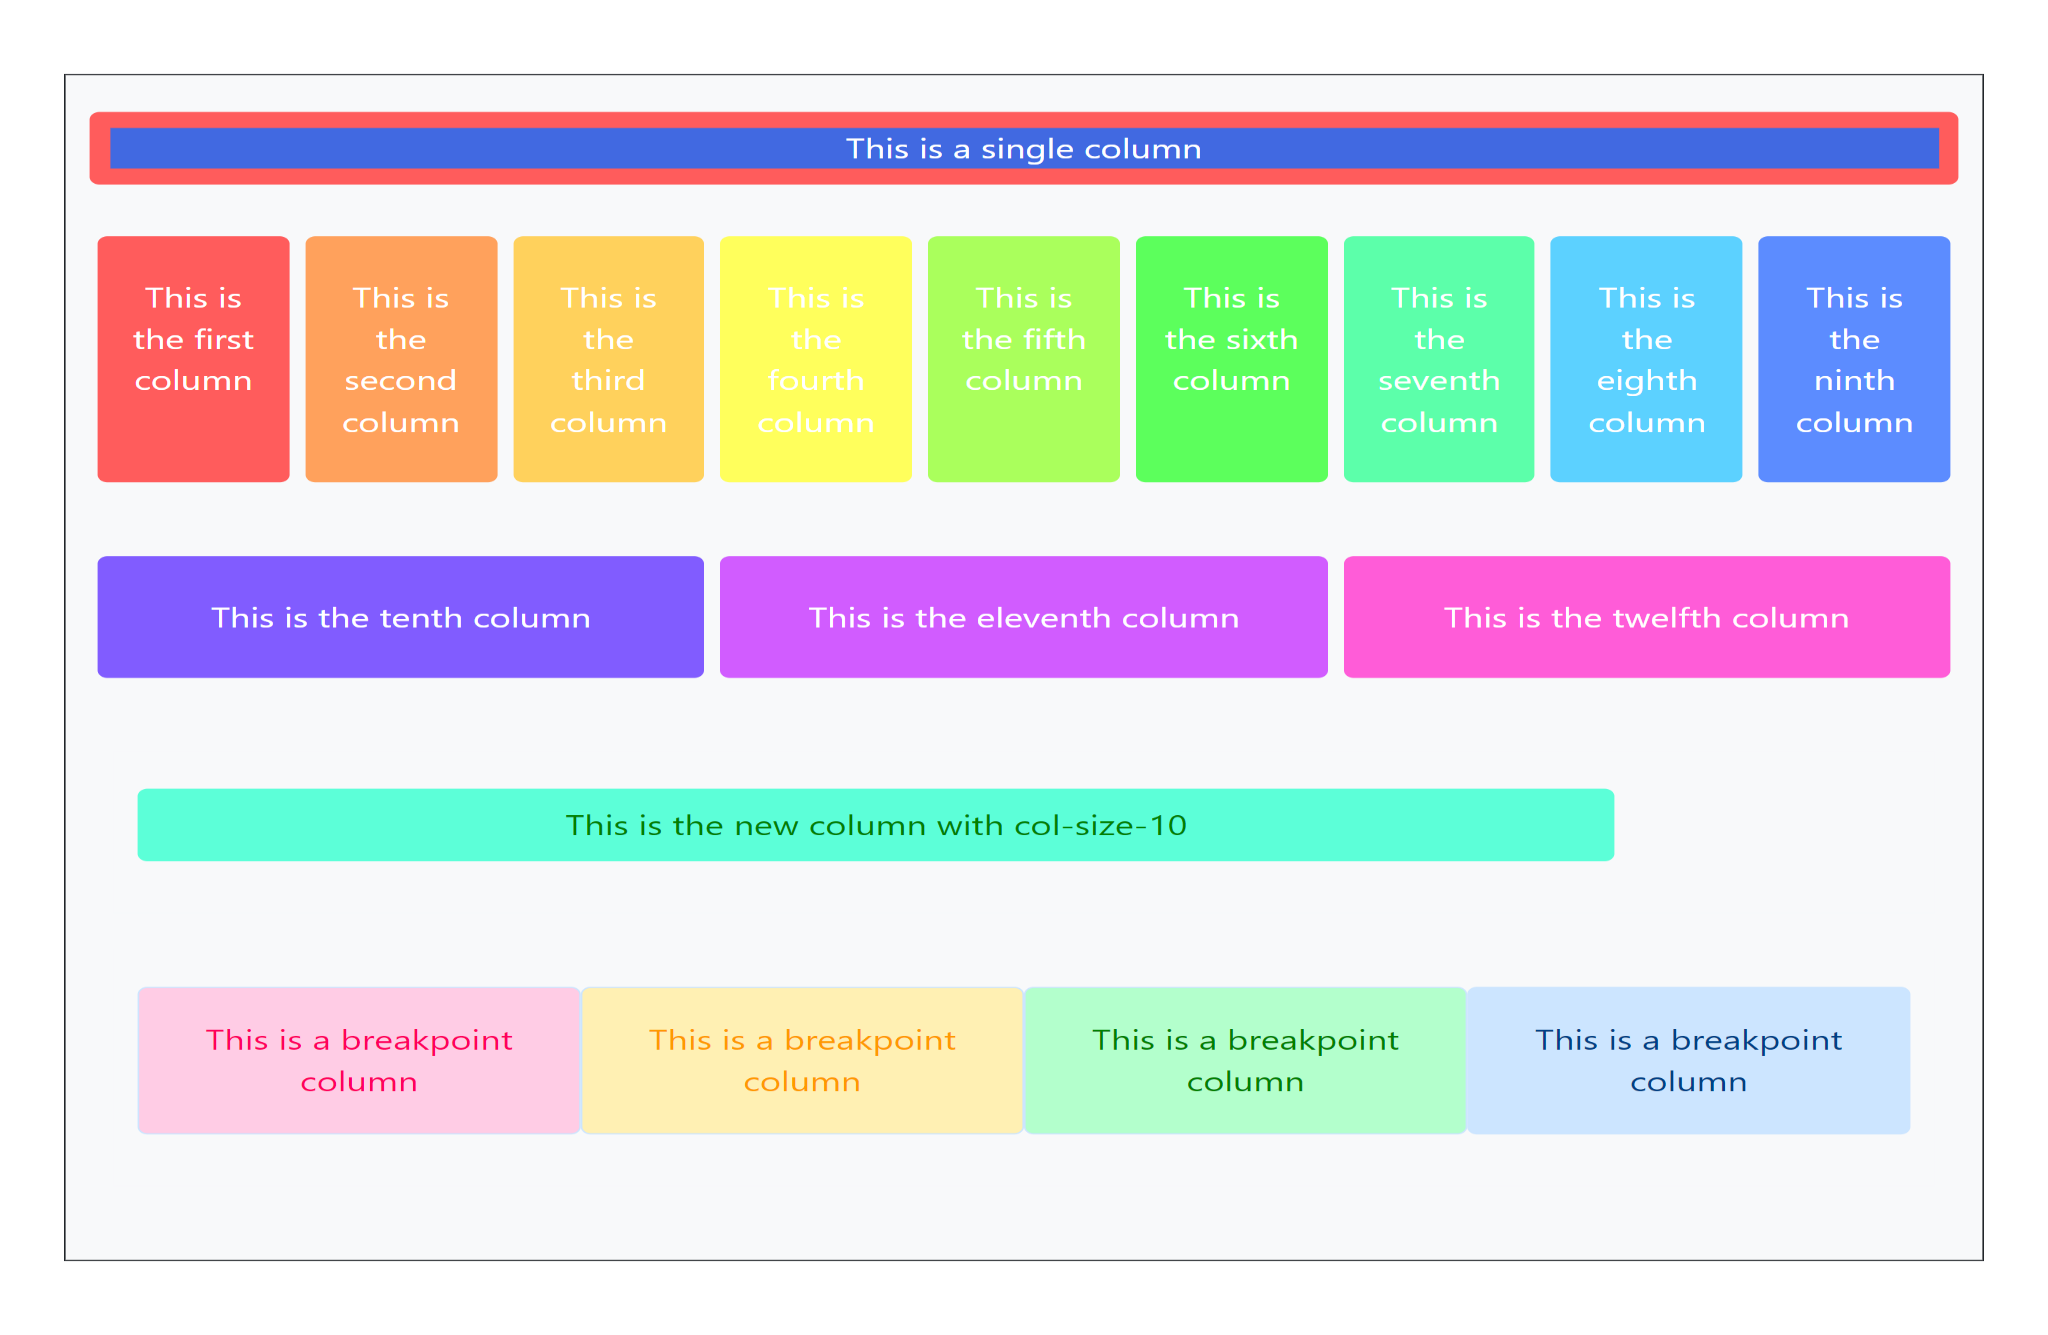 This is a single column
This is
the first
column
This is
the
second
column
This is
the
third
column
This is
the
fourth
column
This is
the fifth
column
This is
the sixth
column
This is
the
seventh
column
This is
the
eighth
column
This is
the
ninth
column
This is the tenth column
This is the eleventh column
This is the twelfth column
This is the new column with col-size-10
This is a breakpoint
column
This is a breakpoint
column
This is a breakpoint
column
This is a breakpoint
column